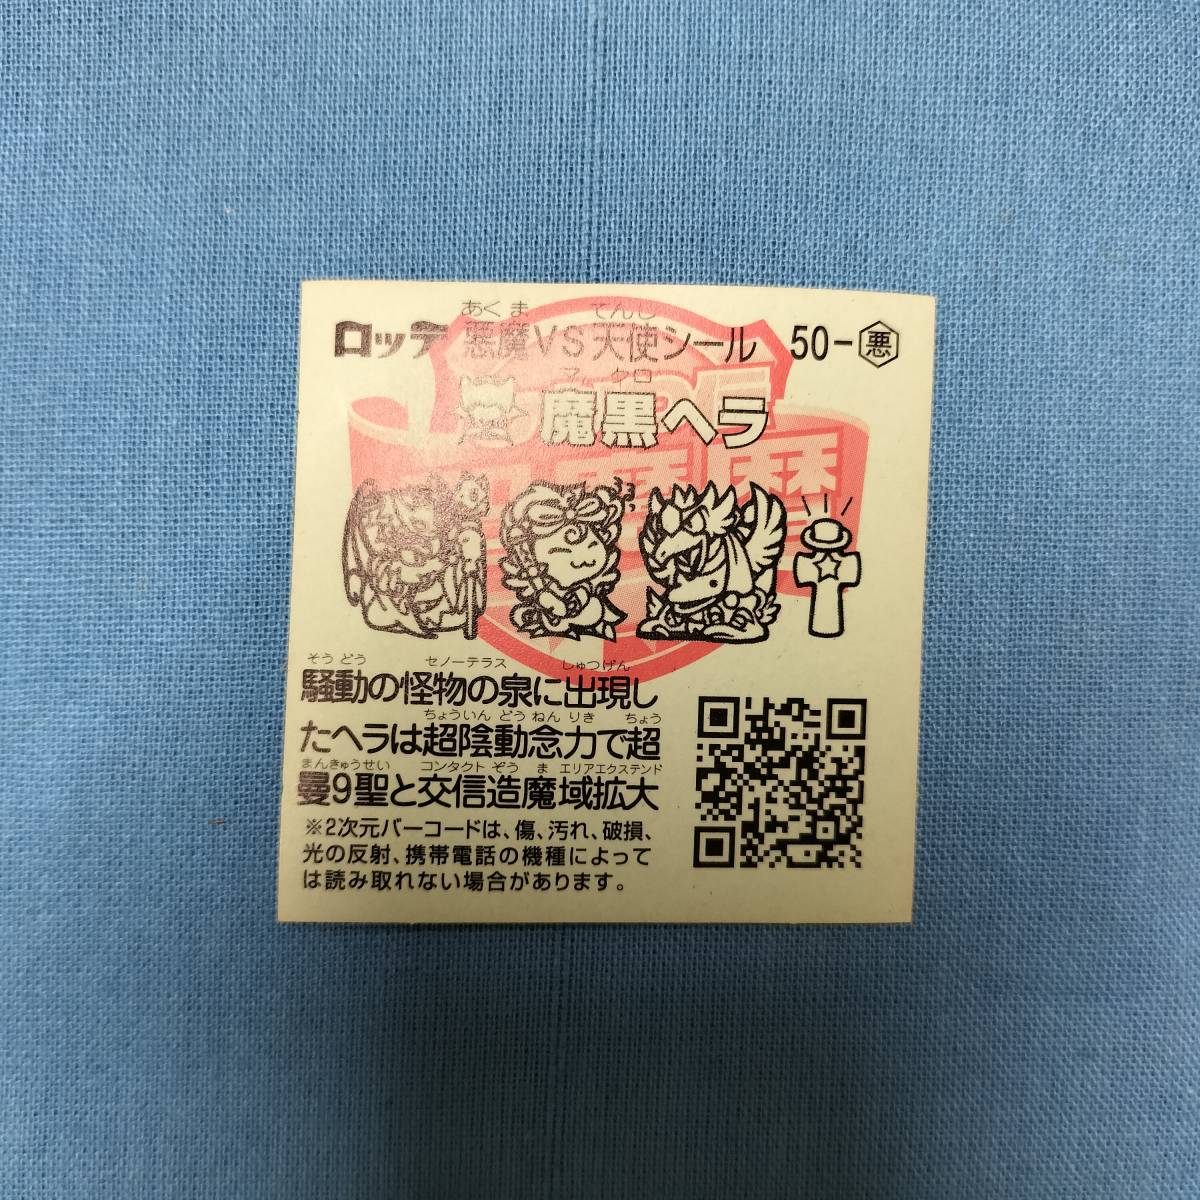 あくま てんし
ロッテ 悪魔VS天使シール 50-悪
マクロ
魔黒ヘラ
そうどう セノーテラス しゅつげん
騒動の怪物の泉に出現し
ちょういんどうねんりき ちょう
たヘラは超陰動念力で超
まんきゅうせい コンタクトぞうま エリアエクステンド
曼9聖と交信造魔域拡大
※2次元バーコードは、傷、汚れ、破損、
光の反射、携帯電話の機種によって
は読み取れない場合があります。